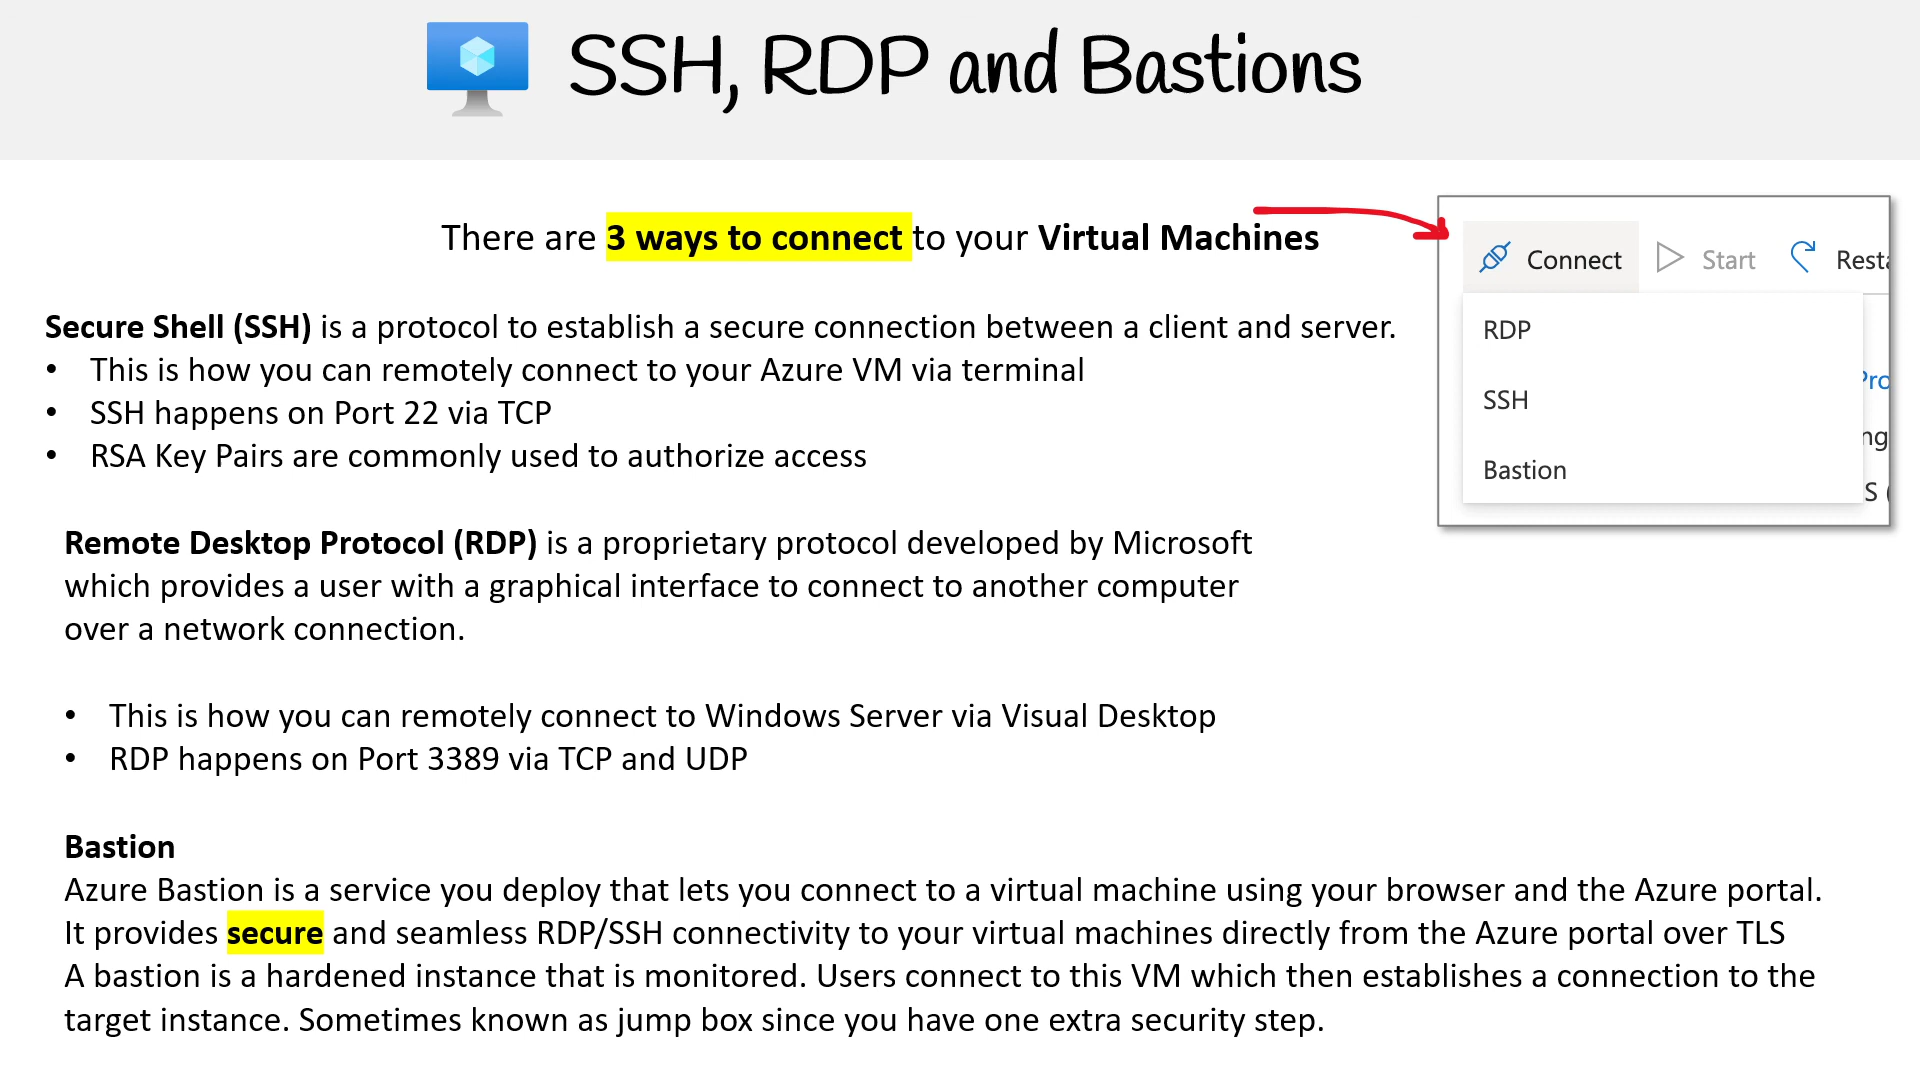 SSH, RDP and Bastions
There are 3 ways to connect to your Virtual Machines
Connect
Start
Resta
RDP
SSH
Bastion
Pro
ng
S (
Secure Shell (SSH) is a protocol to establish a secure connection between a client and server.
• This is how you can remotely connect to your Azure VM via terminal
• SSH happens on Port 22 via TCP
• RSA Key Pairs are commonly used to authorize access
Remote Desktop Protocol (RDP) is a proprietary protocol developed by Microsoft
which provides a user with a graphical interface to connect to another computer
over a network connection.
• This is how you can remotely connect to Windows Server via Visual Desktop
• RDP happens on Port 3389 via TCP and UDP
Bastion
Azure Bastion is a service you deploy that lets you connect to a virtual machine using your browser and the Azure portal.
It provides secure and seamless RDP/SSH connectivity to your virtual machines directly from the Azure portal over TLS
A bastion is a hardened instance that is monitored. Users connect to this VM which then establishes a connection to the
target instance. Sometimes known as jump box since you have one extra security step.